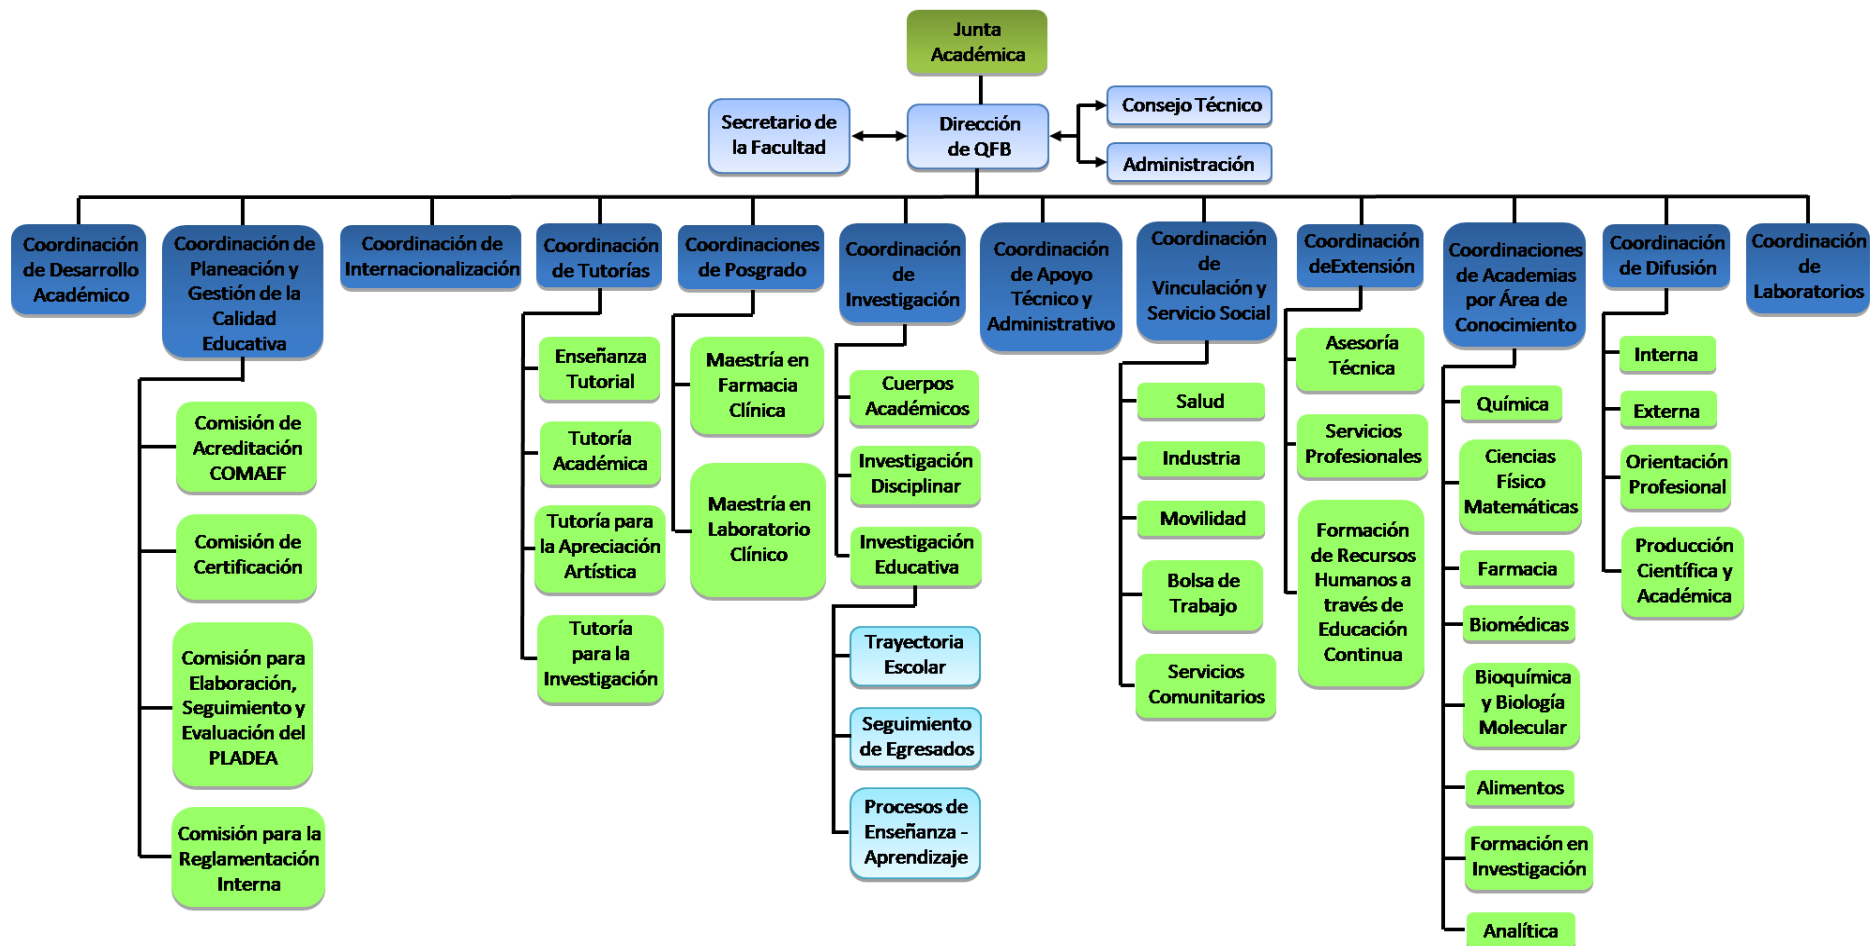 Junta
Académica
Secretario de
la Facultad
Dirección
de QFB
Consejo Técnico
Administración
Coordinación
de Desarrollo
Académico
Coordinación de
Planeación y
Gestión de la
Calidad
Educativa
Coordinación de
Internacionalización
Coordinación
de Tutorías
Coordinaciones
de Posgrado
Coordinación
de
Investigación
Coordinación
de Apoyo
Técnico y
Administrativo
Coordinación
de
Vinculación y
Servicio Social
Coordinación
deExtensión
Coordinaciones
de Academias
por Área de
Conocimiento
Coordinación
de Difusión
Coordinación
de
Laboratorios
Comisión de
Acreditación
COMAEF
Comisión de
Certificación
Comisión para
Elaboración,
Seguimiento y
Evaluación del
PLADEA
Comisión para la
Reglamentación
Interna
Enseñanza
Tutorial
Tutoría
Académica
Tutoría para
la Apreciación
Artística
Tutoría
para la
Investigación
Maestría en
Farmacia
Clínica
Maestría en
Laboratorio
Clínico
Cuerpos
Académicos
Investigación
Disciplinar
Investigación
Educativa
Trayectoria
Escolar
Seguimiento
de Egresados
Procesos de
Enseñanza -
Aprendizaje
Salud
Industria
Movilidad
Bolsa de
Trabajo
Servicios
Comunitarios
Asesoría
Técnica
Servicios
Profesionales
Formación
de Recursos
Humanos a
través de
Educación
Continua
Química
Ciencias
Físico
Matemáticas
Farmacia
Biomédicas
Bioquímica
y Biología
Molecular
Alimentos
Formación en
Investigación
Analítica
Interna
Externa
Orientación
Profesional
Producción
Científica y
Académica